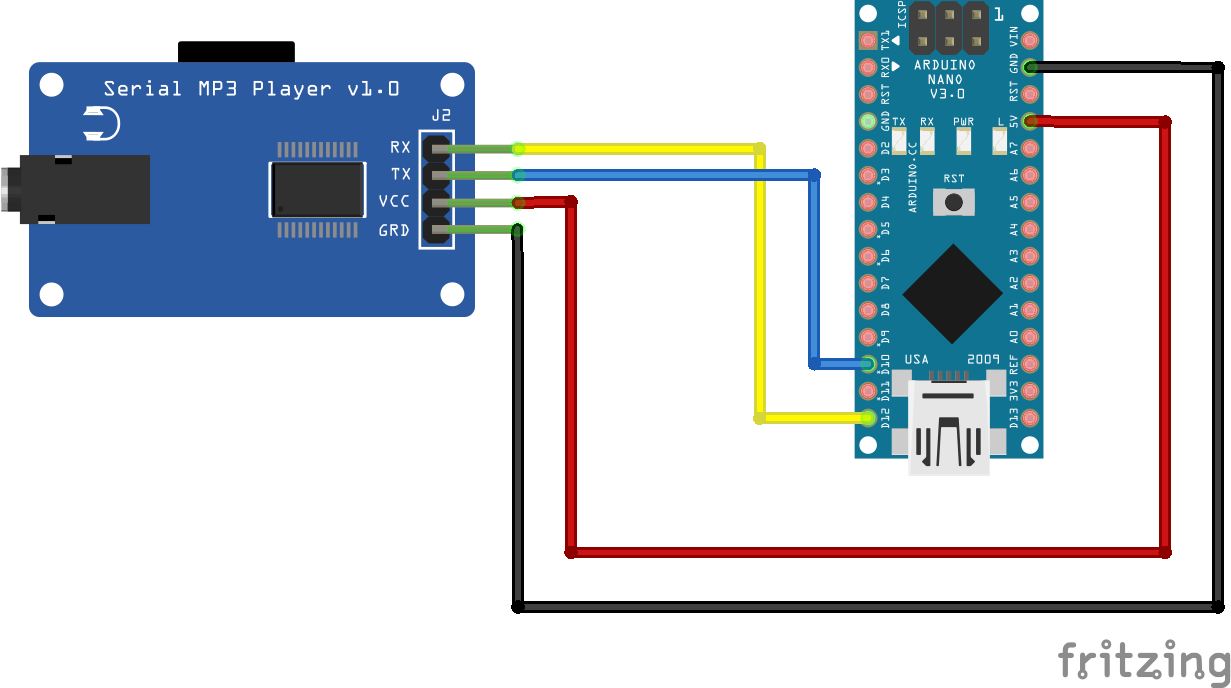 Serial MP3 Player v1.0
J2
RX
TX
VCC
GRD
ICSP
1
TX1
RX0
RST
GND
D2
D3
D4
D5
D6
D7
D8
D9
D10
D11
D12
ARDUINO
NANO
V3.0
TX RX PWR L
ARDUINO.CC
RST
USA 2009
VIN
GND
RST
5V
A7
A6
A5
A4
A3
A2
A1
A0
REF
3V3
D13
fritzing